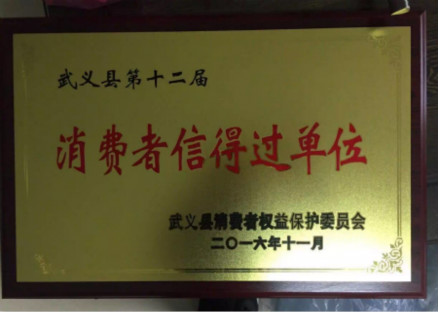 武义县第十二届
消费者信得过单位
武义县消费者权益保护委员会
二〇一六年十一月